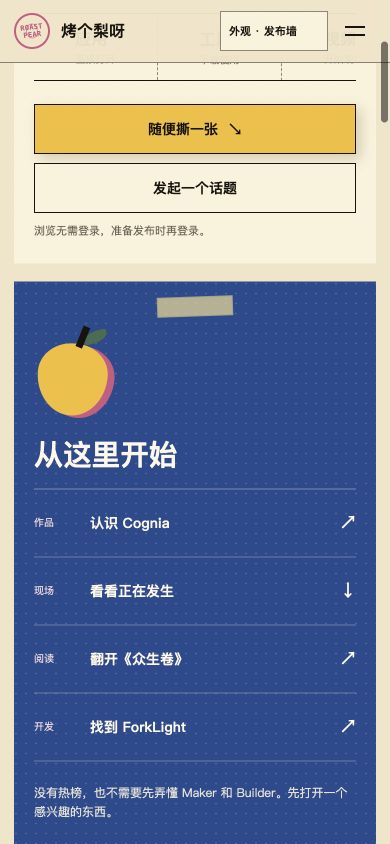 ROAST
PEAR
烤个梨呀
外观 · 发布墙
随便撕一张 ↘
发起一个话题
浏览无需登录，准备发布时再登录。
从这里开始
作品 认识 Cognia ↗
现场 看看正在发生 ↓
阅读 翻开《众生卷》 ↗
开发 找到 ForkLight ↗
没有热榜，也不需要先弄懂 Maker 和 Builder。先打开一个
感兴趣的东西。